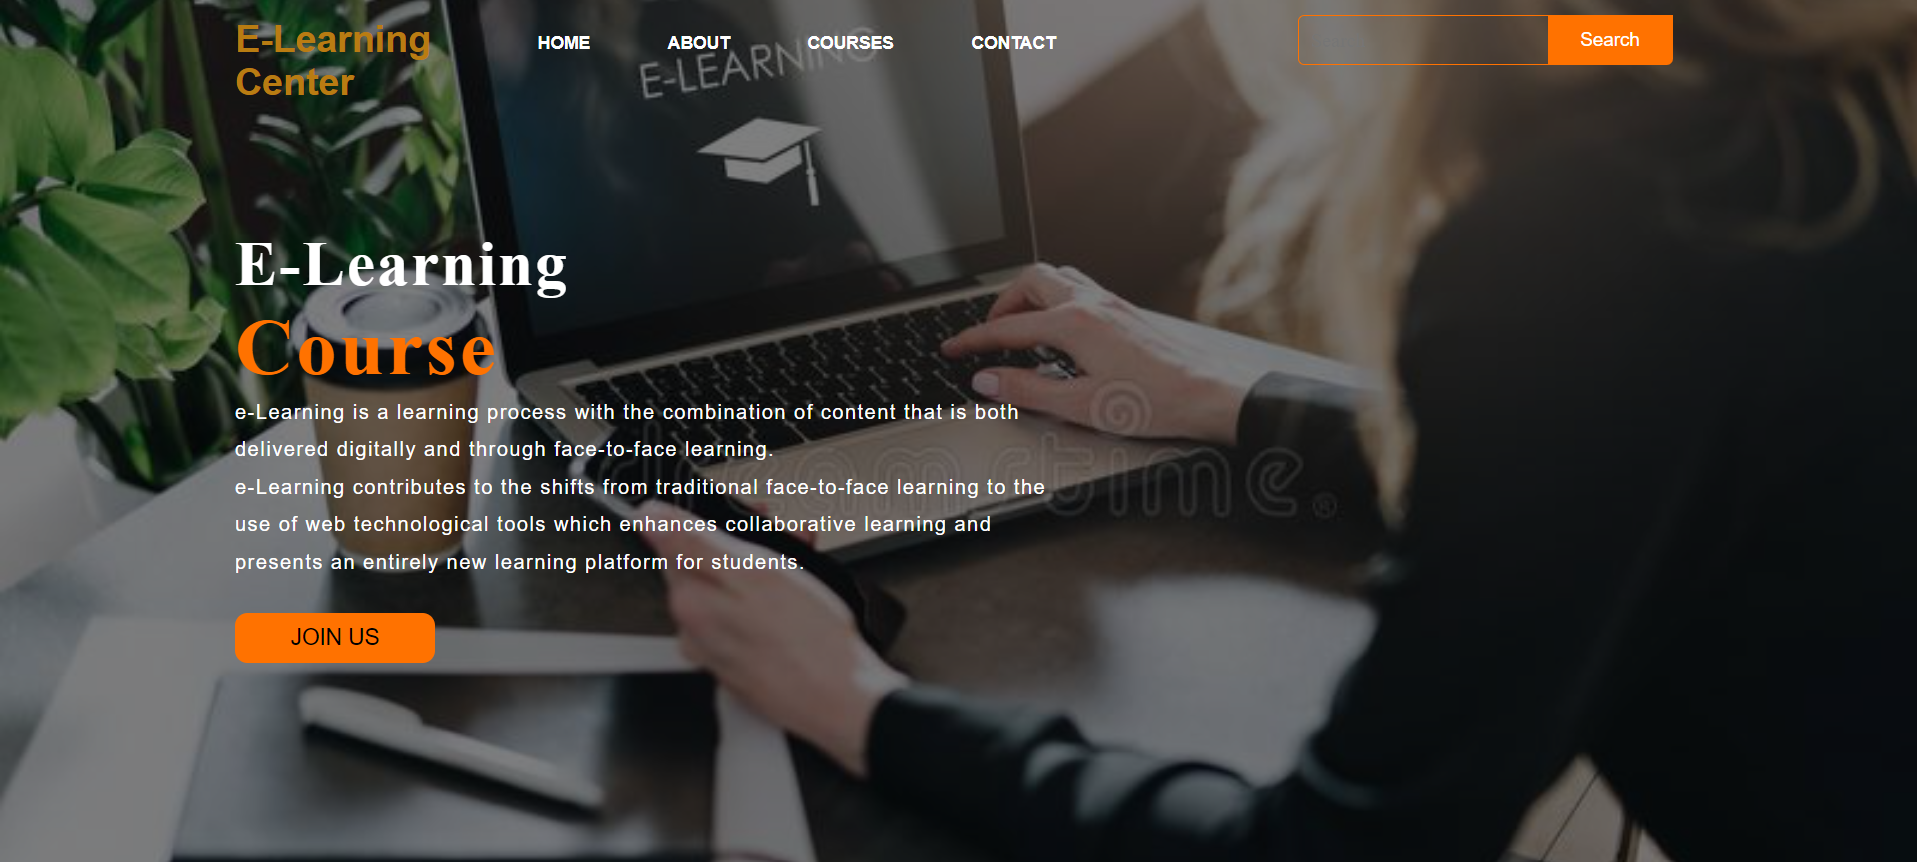 E-Learning
Center
HOME
ABOUT
COURSES
CONTACT
Search
E-LEARNING
E-Learning
Course
e-Learning is a learning process with the combination of content that is both
delivered digitally and through face-to-face learning.
e-Learning contributes to the shifts from traditional face-to-face learning to the
use of web technological tools which enhances collaborative learning and
presents an entirely new learning platform for students.
dreamstime.®
JOIN US